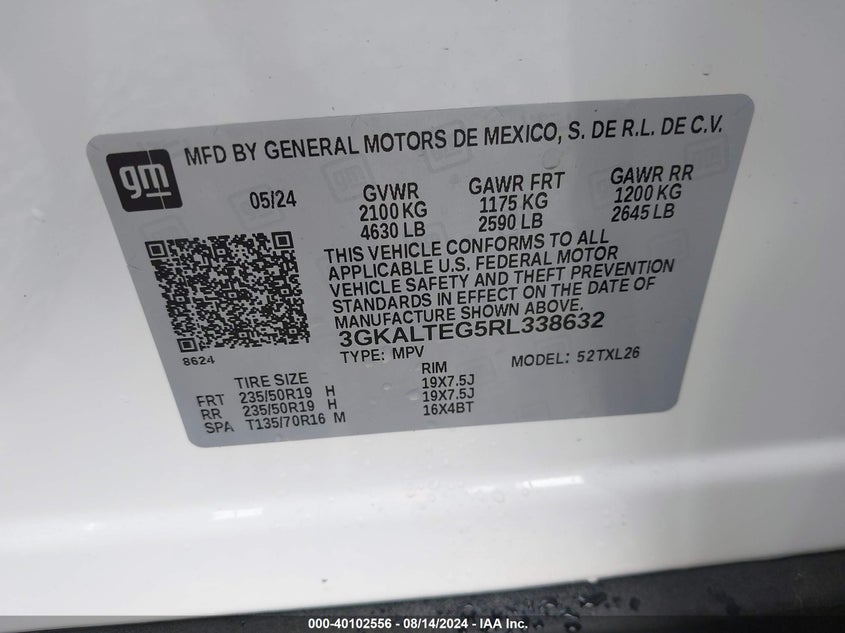 gm
MFD BY GENERAL MOTORS DE MEXICO, S. DE R.L. DE C.V.
05/24
GVWR
2100 KG
4630 LB
GAWR FRT
1175 KG
2590 LB
GAWR RR
1200 KG
2645 LB
THIS VEHICLE CONFORMS TO ALL
APPLICABLE U.S. FEDERAL MOTOR
VEHICLE SAFETY AND THEFT PREVENTION
STANDARDS IN EFFECT ON THE DATE OF
MANUFACTURE SHOWN ABOVE.
3GKALTEG5RL338632
8624
TYPE: MPV
MODEL: 52TXL26
TIRE SIZE RIM
FRT 235/50R19 H 19X7.5J
RR 235/50R19 H 19X7.5J
SPA T135/70R16 M 16X4BT
000-40102556 - 08/14/2024 - IAA Inc.